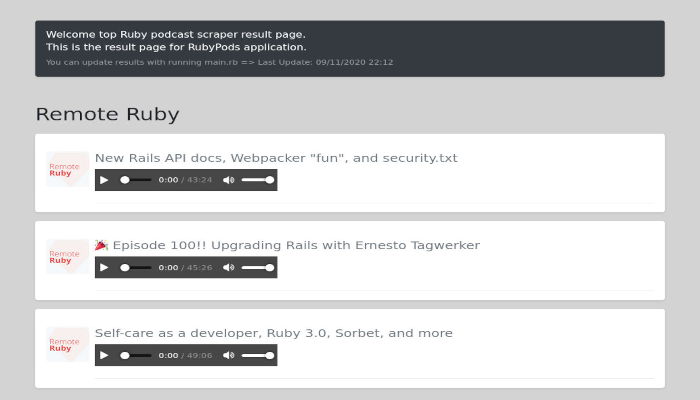 Welcome top Ruby podcast scraper result page.
This is the result page for RubyPods application.
You can update results with running main.rb => Last Update: 09/11/2020 22:12
Remote Ruby
Remote
Ruby
New Rails API docs, Webpacker "fun", and security.txt
0:00 / 43:24
Remote
Ruby
🎉 Episode 100!! Upgrading Rails with Ernesto Tagwerker
0:00 / 45:26
Remote
Ruby
Self-care as a developer, Ruby 3.0, Sorbet, and more
0:00 / 49:06